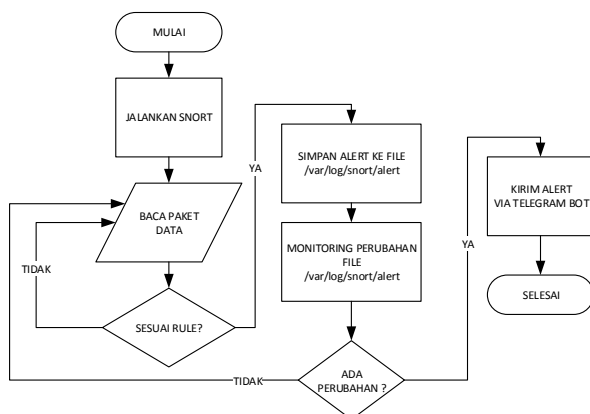 MULAI
JALANKAN SNORT
BACA PAKET
DATA
TIDAK
SESUAI RULE?
YA
SIMPAN ALERT KE FILE
/var/log/snort/alert
MONITORING PERUBAHAN
FILE
/var/log/snort/alert
ADA
PERUBAHAN ?
TIDAK
YA
KIRIM ALERT
VIA TELEGRAM BOT
SELESAI